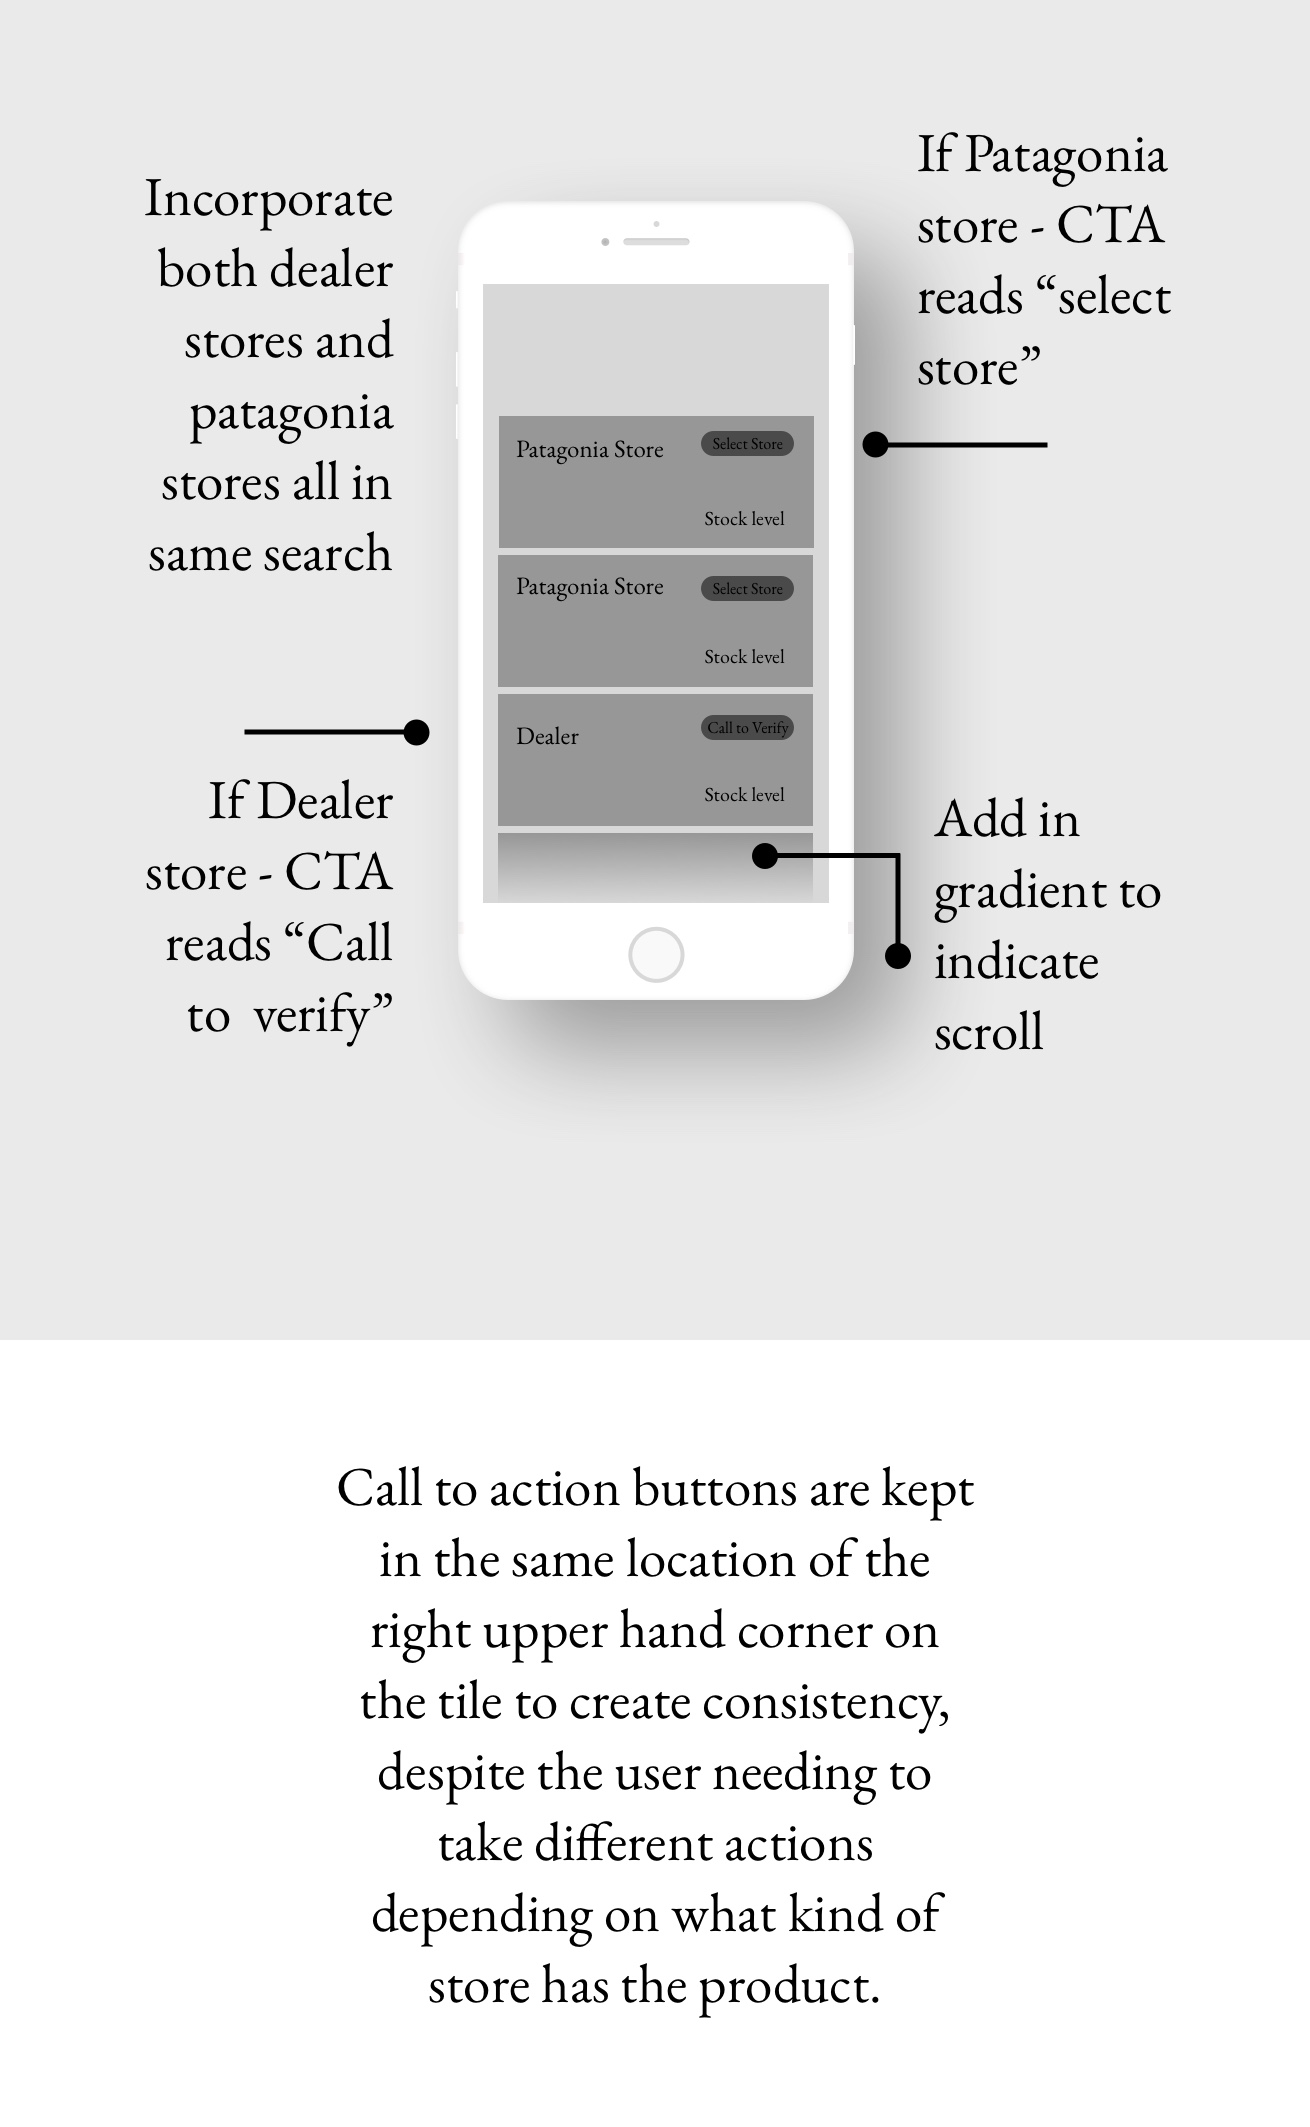 Incorporate
both dealer
stores and
patagonia
stores all in
same search
If Patagonia
store - CTA
reads “select
store”
Patagonia Store
Select Store
Stock level
Patagonia Store
Select Store
Stock level
Dealer
Call to Verify
Stock level
If Dealer
store - CTA
reads “Call
to  verify”
Add in
gradient to
indicate
scroll
Call to action buttons are kept
in the same location of the
right upper hand corner on
the tile to create consistency,
despite the user needing to
take different actions
depending on what kind of
store has the product.